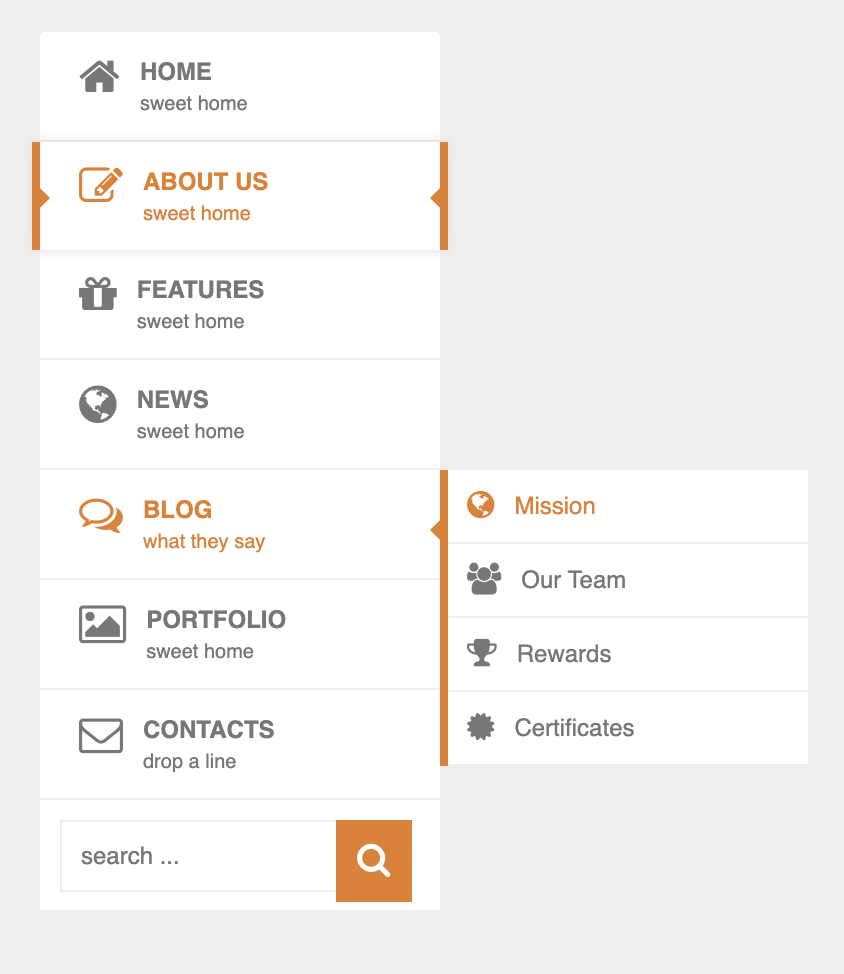 HOME
sweet home
ABOUT US
sweet home
FEATURES
sweet home
NEWS
sweet home
BLOG
what they say
Mission
Our Team
Rewards
Certificates
PORTFOLIO
sweet home
CONTACTS
drop a line
search ...